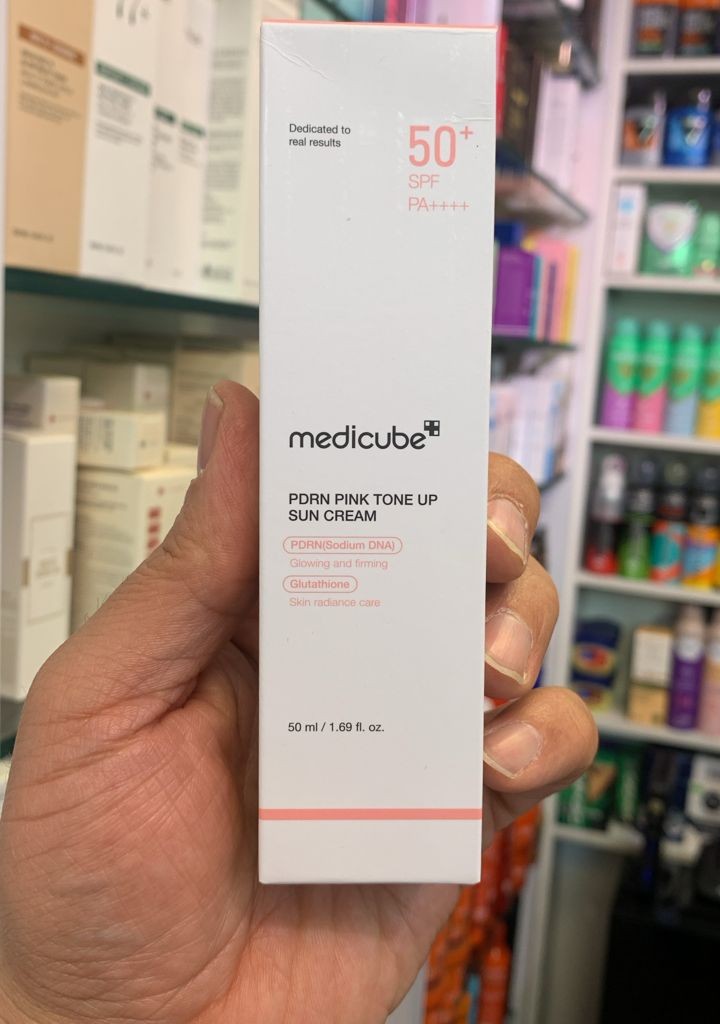 Dedicated to
real results
50+
SPF
PA++++
medicube
PDRN PINK TONE UP
SUN CREAM
PDRN(Sodium DNA)
Glowing and firming
Glutathione
Skin radiance care
50 ml / 1.69 fl. oz.